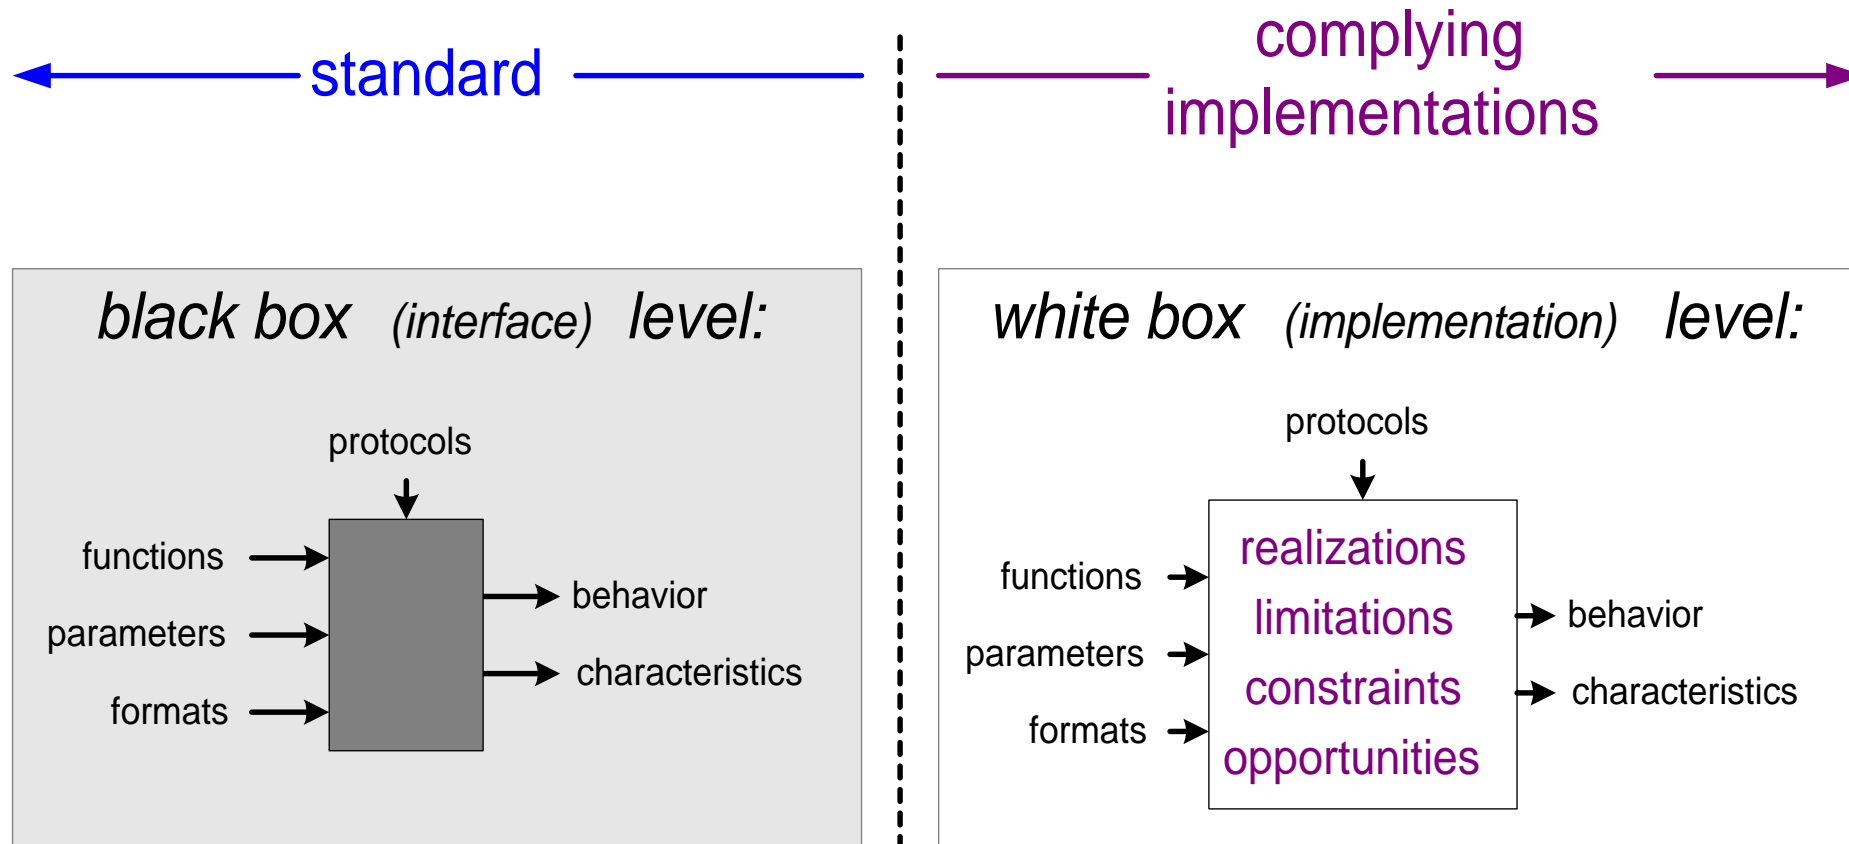 standard
complying
implementations
black box (interface) level:
protocols
functions
parameters
formats
behavior
characteristics
white box (implementation) level:
protocols
functions
parameters
formats
realizations
limitations
constraints
opportunities
behavior
characteristics